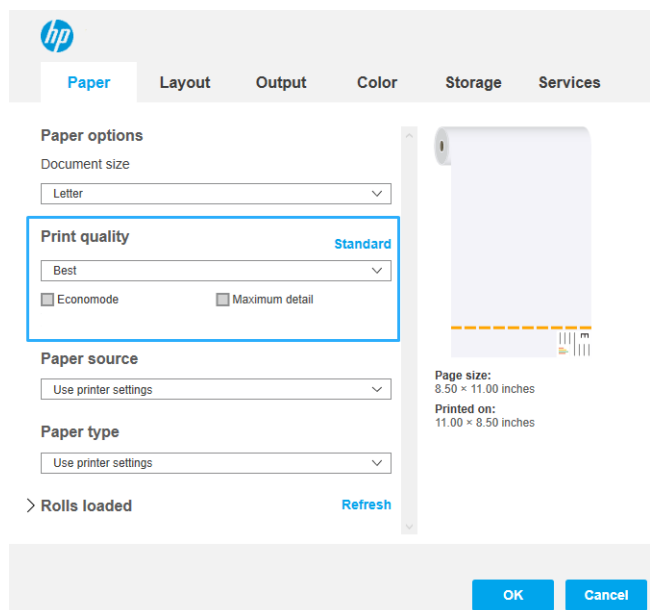 hp
Paper Layout Output Color Storage Services
Paper options
Document size
Letter
Print quality
Standard
Best
Economode Maximum detail
Paper source
Use printer settings
Paper type
Use printer settings
Rolls loaded Refresh
Page size:
8.50 × 11.00 inches
Printed on:
11.00 × 8.50 inches
OK Cancel